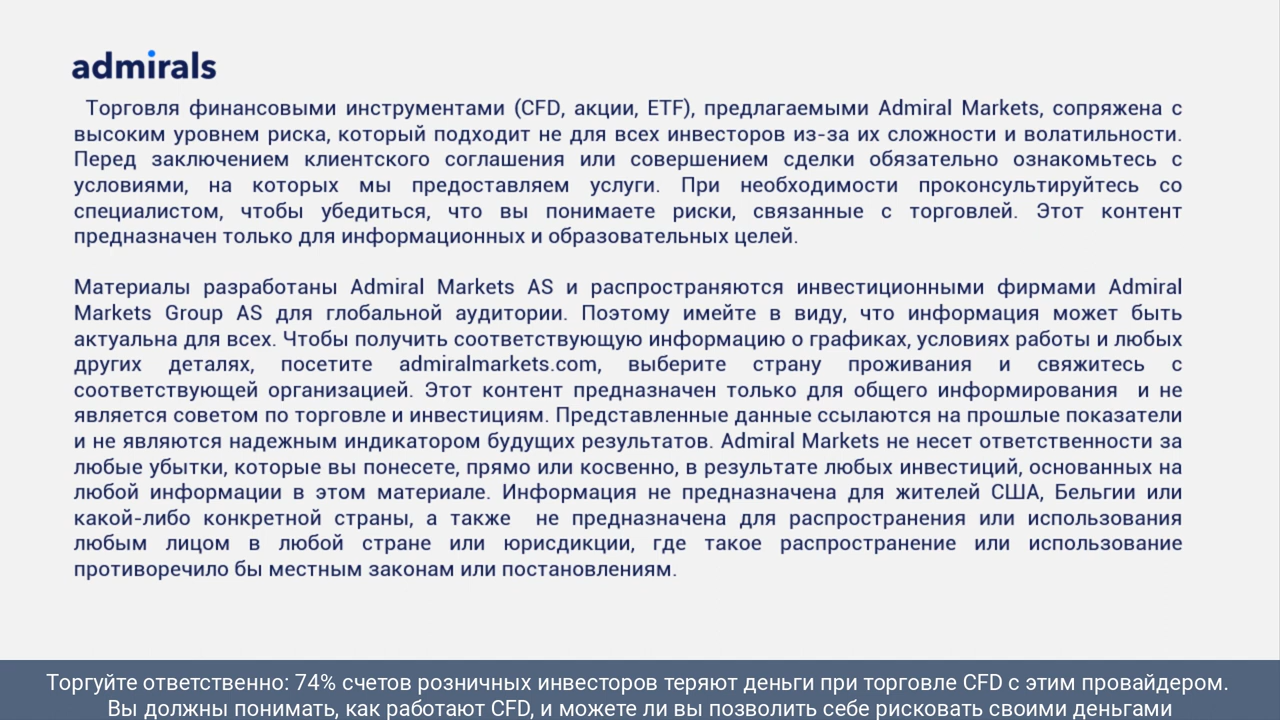 admirals
Торговля финансовыми инструментами (CFD, акции, ETF), предлагаемыми Admiral Markets, сопряжена с
высоким уровнем риска, который подходит не для всех инвесторов из-за их сложности и волатильности.
Перед заключением клиентского соглашения или совершением сделки обязательно ознакомьтесь с
условиями, на которых мы предоставляем услуги. При необходимости проконсультируйтесь со
специалистом, чтобы убедиться, что вы понимаете риски, связанные с торговлей. Этот контент
предназначен только для информационных и образовательных целей.
Материалы разработаны Admiral Markets AS и распространяются инвестиционными фирмами Admiral
Markets Group AS для глобальной аудитории. Поэтому имейте в виду, что информация может быть
актуальна для всех. Чтобы получить соответствующую информацию о графиках, условиях работы и любых
других деталях, посетите admiralmarkets.com, выберите страну проживания и свяжитесь с
соответствующей организацией. Этот контент предназначен только для общего информирования и не
является советом по торговле и инвестициям. Представленные данные ссылаются на прошлые показатели
и не являются надежным индикатором будущих результатов. Admiral Markets не несет ответственности за
любые убытки, которые вы понесете, прямо или косвенно, в результате любых инвестиций, основанных на
любой информации в этом материале. Информация не предназначена для жителей США, Бельгии или
какой-либо конкретной страны, а также не предназначена для распространения или использования
любым лицом в любой стране или юрисдикции, где такое распространение или использование
противоречило бы местным законам или постановлениям.
Торгуйте ответственно: 74% счетов розничных инвесторов теряют деньги при торговле CFD с этим провайдером.
Вы должны понимать, как работают CFD, и можете ли вы позволить себе рисковать своими деньгами